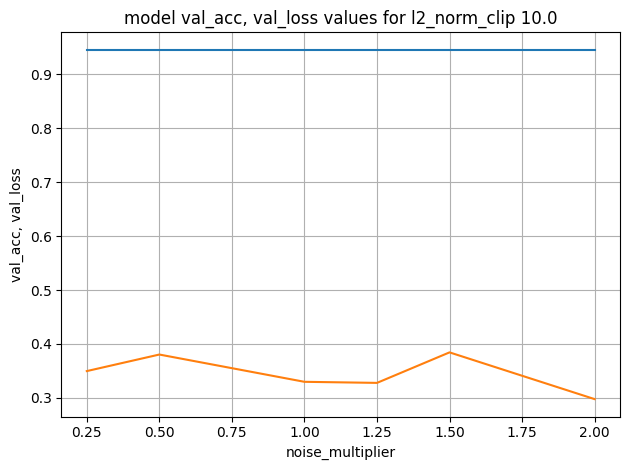 model val_acc, val_loss values for l2_norm_clip 10.0
val_acc, val_loss
0.9
0.8
0.7
0.6
0.5
0.4
0.3
0.25 0.50 0.75 1.00 1.25 1.50 1.75 2.00
noise_multiplier